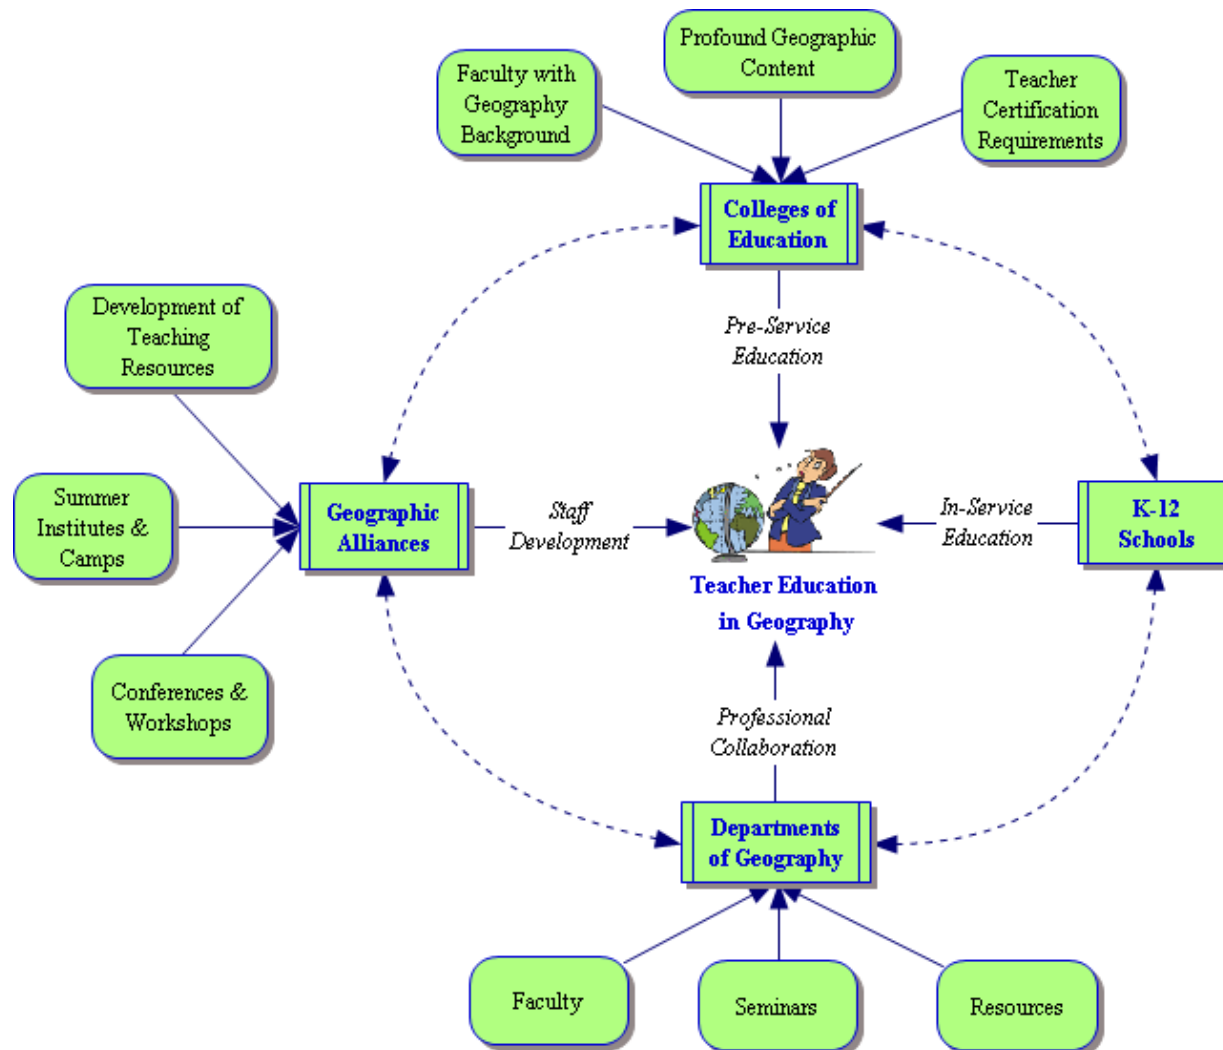 Profound Geographic
Content
Faculty with
Geography
Background
Teacher
Certification
Requirements
Colleges of
Education
Pre-Service
Education
Development of
Teaching
Resources
Summer
Institutes &
Camps
Conferences &
Workshops
Geographic
Alliances
Staff
Development
In-Service
Education
K-12
Schools
Teacher Education
in Geography
Professional
Collaboration
Departments
of Geography
Faculty
Seminars
Resources